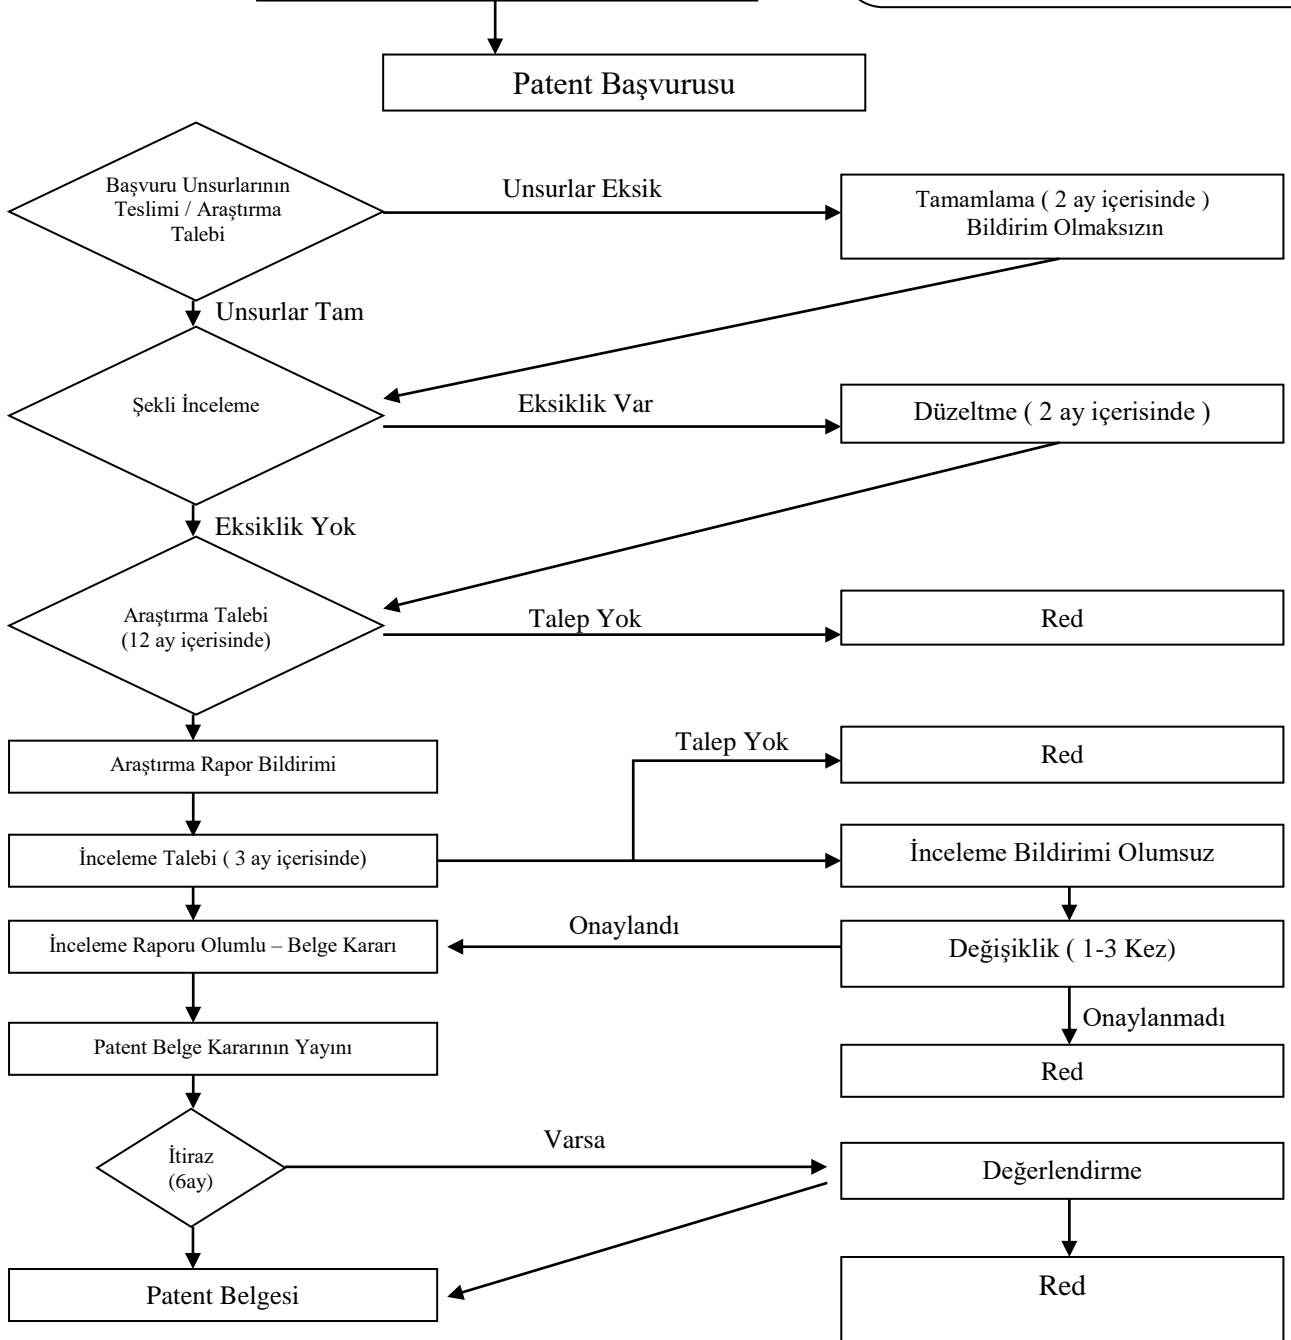 Patent Başvurusu
Başvuru Unsurlarının
Teslimi / Araştırma
Talebi
Unsurlar Eksik
Tamamlama ( 2 ay içerisinde )
Bildirim Olmaksızın
Unsurlar Tam
Şekli İnceleme
Eksiklik Var
Düzeltme ( 2 ay içerisinde )
Eksiklik Yok
Araştırma Talebi
(12 ay içerisinde)
Talep Yok
Red
Araştırma Rapor Bildirimi
Talep Yok
Red
İnceleme Talebi ( 3 ay içerisinde)
İnceleme Bildirimi Olumsuz
İnceleme Raporu Olumlu – Belge Kararı
Onaylandı
Değişiklik ( 1-3 Kez)
Onaylanmadı
Patent Belge Kararının Yayını
Red
İtiraz
(6ay)
Varsa
Değerlendirme
Patent Belgesi
Red